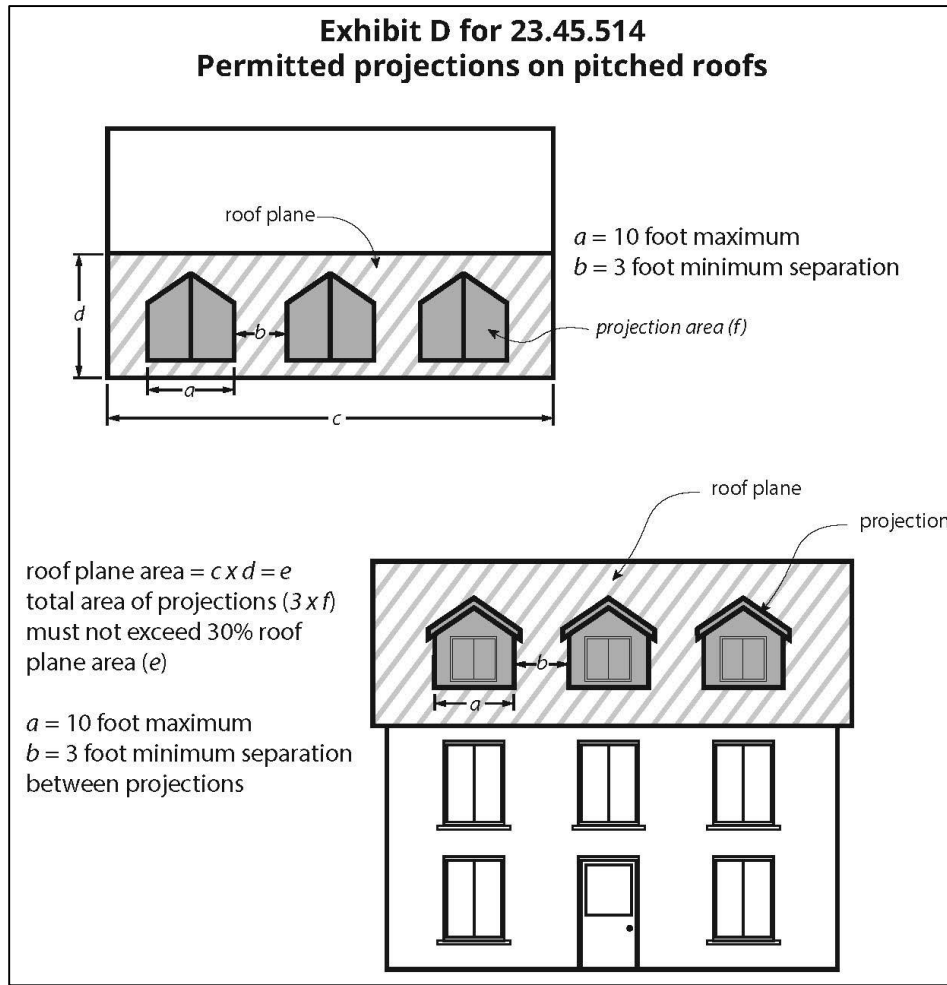 Exhibit D for 23.45.514
Permitted projections on pitched roofs
roof plane
a = 10 foot maximum
b = 3 foot minimum separation
d
b
projection area (f)
a
c
roof plane
projection
roof plane area = c x d = e
total area of projections (3 x f)
must not exceed 30% roof
plane area (e)
b
a
a = 10 foot maximum
b = 3 foot minimum separation
between projections